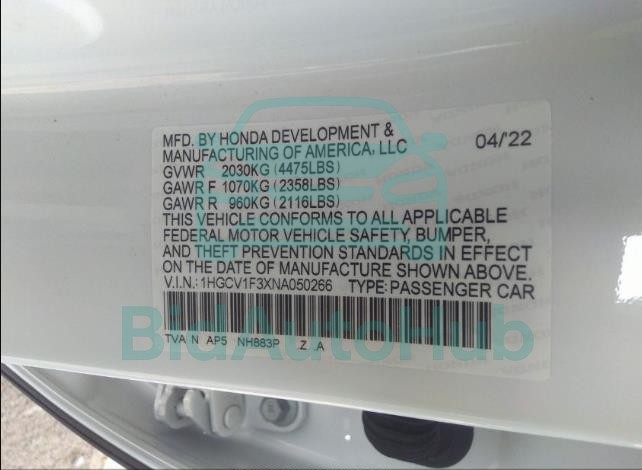 MFD. BY HONDA DEVELOPMENT &
MANUFACTURING OF AMERICA, LLC 04/'22
GVWR 2030KG (4475LBS)
GAWR F 1070KG (2358LBS)
GAWR R 960KG (2116LBS)
THIS VEHICLE CONFORMS TO ALL APPLICABLE
FEDERAL MOTOR VEHICLE SAFETY, BUMPER,
AND THEFT PREVENTION STANDARDS IN EFFECT
ON THE DATE OF MANUFACTURE SHOWN ABOVE.
V.I.N.: 1HGCV1F3XNA050266 TYPE: PASSENGER CAR
TVA N AP5 NH883P Z .A
BidAutoHub